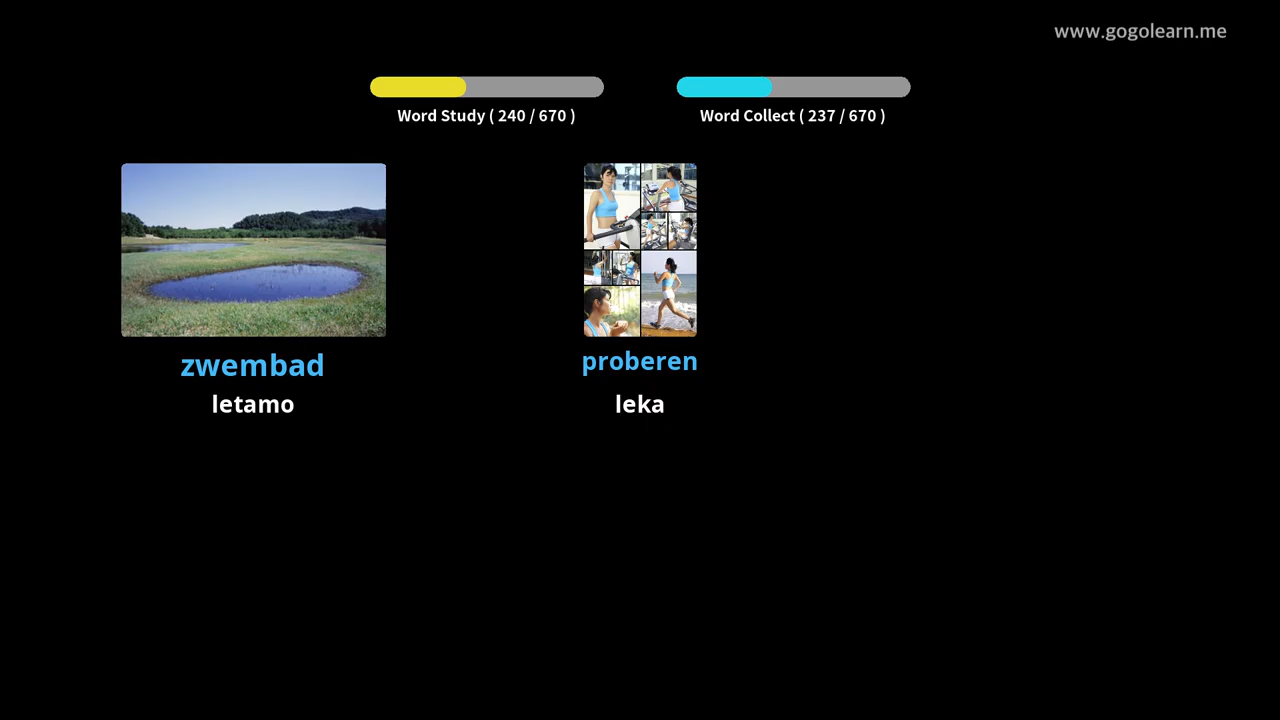 www.gogolearn.me
Word Study ( 240 / 670 )
Word Collect ( 237 / 670 )
zwembad
letamo
proberen
leka